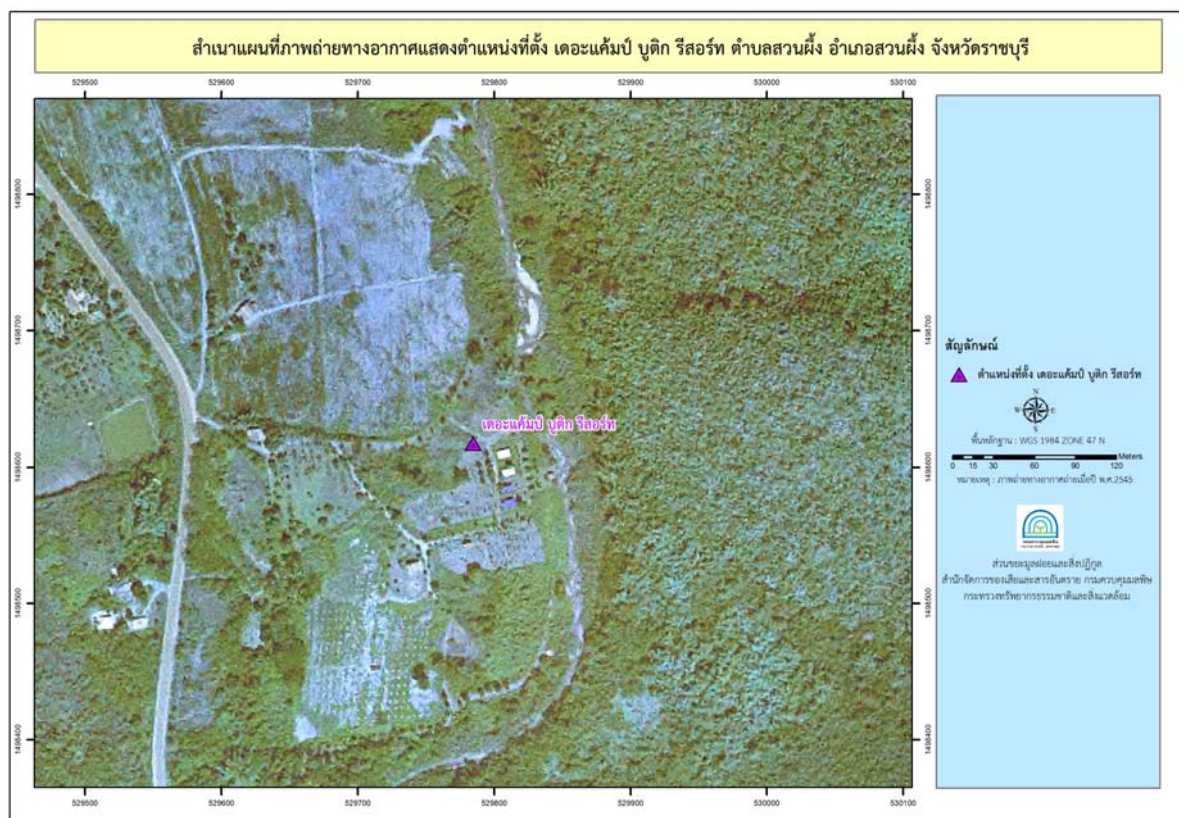 สำเนาแผนที่ภาพถ่ายทางอากาศแสดงตำแหน่งที่ตั้ง เดอะแค้มป์ บูติก รีสอร์ท ตำบลสวนผึ้ง อำเภอสวนผึ้ง จังหวัดราชบุรี
529500 529600 529700 529800 529900 530000 530100
1498800 1498800
1498700 1498700
เดอะแค้มป์ บูติก รีสอร์ท
1498600 1498600
1498500 1498500
1498400 1498400
529500 529600 529700 529800 529900 530000 530100
สัญลักษณ์
ตำแหน่งที่ตั้ง เดอะแค้มป์ บูติก รีสอร์ท
N
W E
S
พื้นหลักฐาน : WGS 1984 ZONE 47 N
Meters
0 15 30 60 90 120
หมายเหตุ : ภาพถ่ายทางอากาศถ่ายเมื่อปี พ.ศ.2545
ส่วนขยะมูลฝอยและสิ่งปฏิกูล
สำนักจัดการของเสียและสารอันตราย กรมควบคุมมลพิษ
กระทรวงทรัพยากรธรรมชาติและสิ่งแวดล้อม